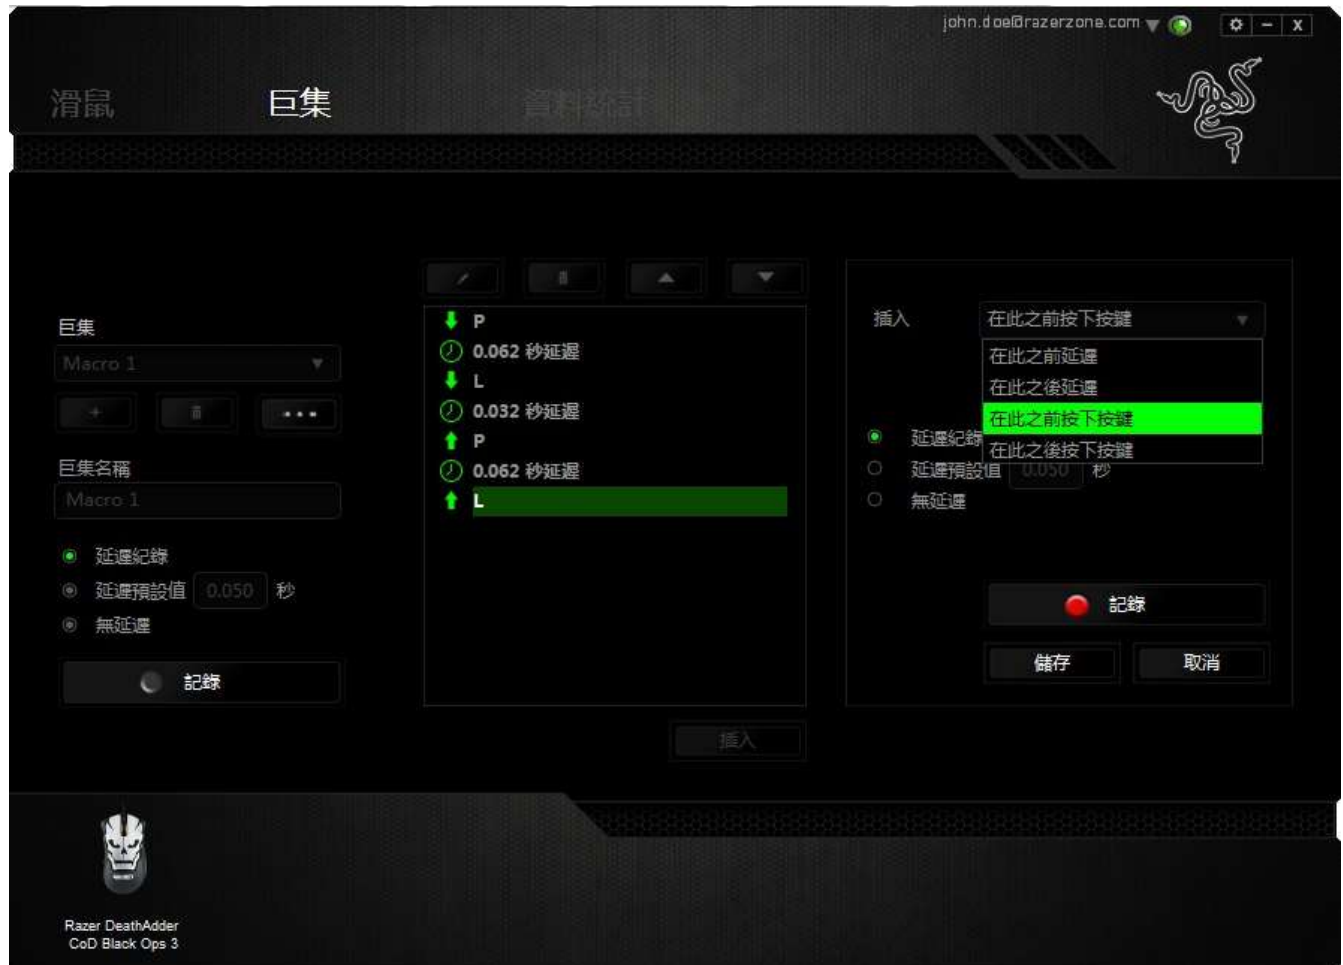 john.doe@razerzone.com
滑鼠
巨集
資料統計
巨集
Macro 1
巨集名稱
Macro 1
延遲紀錄
延遲預設值 0.050 秒
無延遲
記錄
P
0.062 秒延遲
L
0.032 秒延遲
P
0.062 秒延遲
L
插入
插入 在此之前按下按鍵
在此之前延遲
在此之後延遲
在此之前按下按鍵
在此之後按下按鍵
延遲紀錄
延遲預設值 0.050 秒
無延遲
記錄
儲存
取消
Razer DeathAdder
CoD Black Ops 3